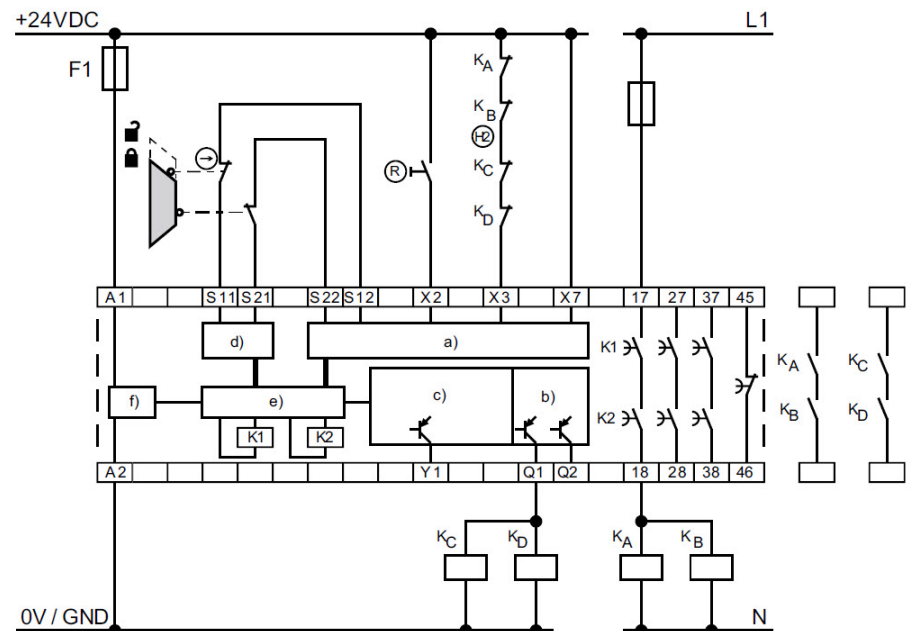 +24VDC L1
F1
KA
KB
H2
R KC
KD
A1 S11 S21 S22 S12 X2 X3 X7 17 27 37 45
d) a) K1
KA KC
f) e) c) b)
K1 K2 K2 KB KD
A2 Y1 Q1 Q2 18 28 38 46
KC KD KA KB
0V / GND N